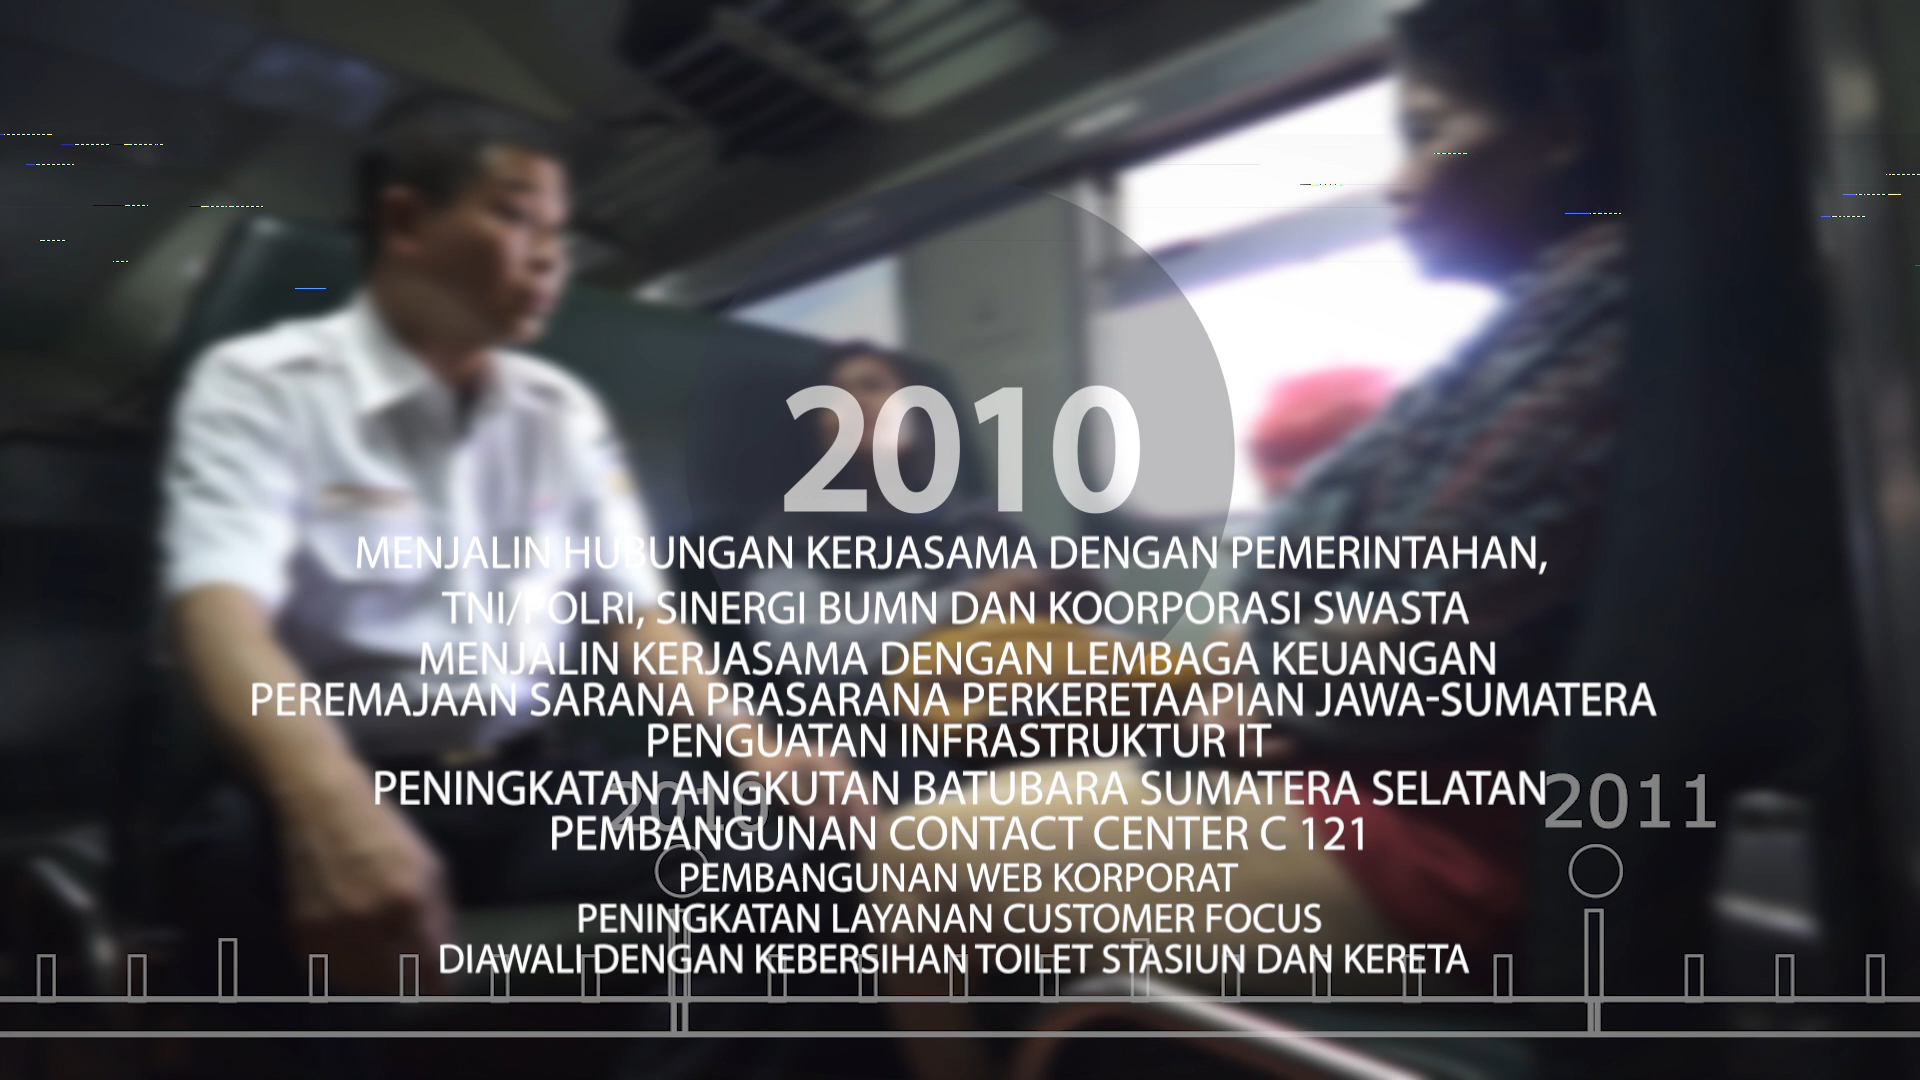 2010
MENJALIN HUBUNGAN KERJASAMA DENGAN PEMERINTAHAN,
TNI/POLRI, SINERGI BUMN DAN KOORPORASI SWASTA
MENJALIN KERJASAMA DENGAN LEMBAGA KEUANGAN
PEREMAJAAN SARANA PRASARANA PERKERETAAPIAN JAWA-SUMATERA
PENGUATAN INFRASTRUKTUR IT
PENINGKATAN ANGKUTAN BATUBARA SUMATERA SELATAN
2010
2011
PEMBANGUNAN CONTACT CENTER C 121
PEMBANGUNAN WEB KORPORAT
PENINGKATAN LAYANAN CUSTOMER FOCUS
DIAWALI DENGAN KEBERSIHAN TOILET STASIUN DAN KERETA